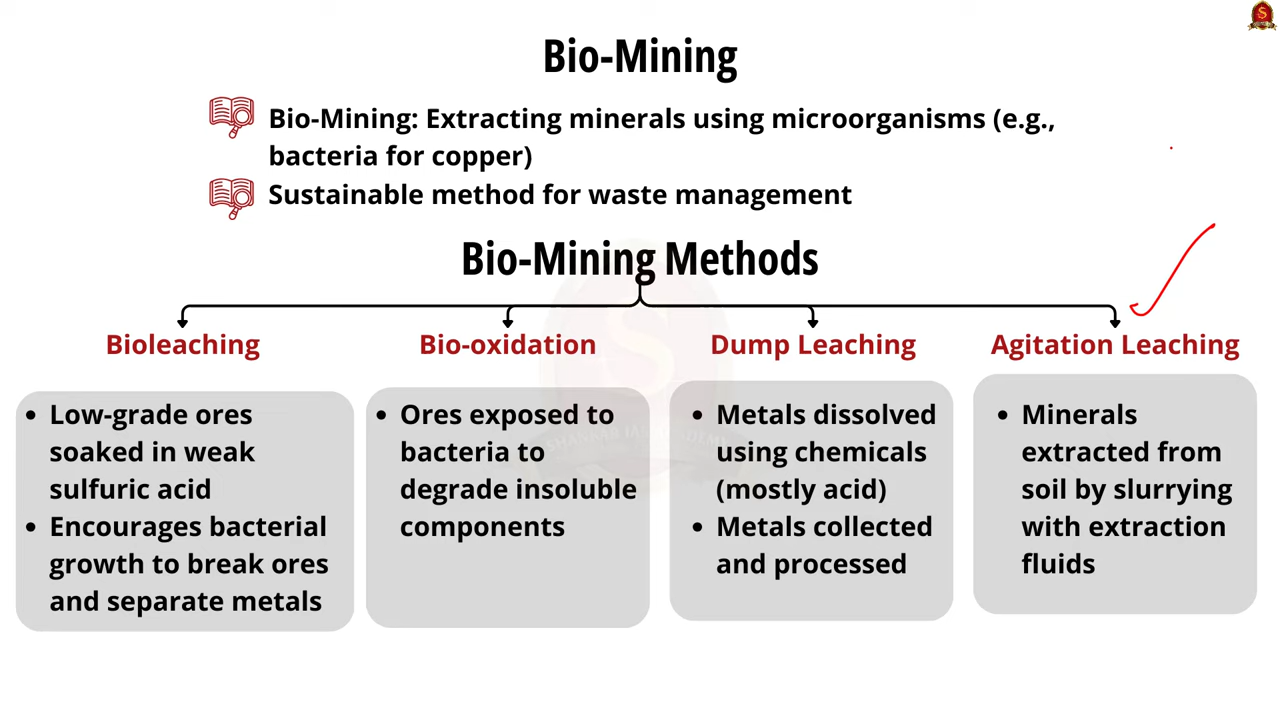 Bio-Mining
Bio-Mining: Extracting minerals using microorganisms (e.g.,
bacteria for copper)
Sustainable method for waste management
Bio-Mining Methods
Bioleaching
Low-grade ores
soaked in weak
sulfuric acid
Encourages bacterial
growth to break ores
and separate metals
Bio-oxidation
Ores exposed to
bacteria to
degrade insoluble
components
Dump Leaching
Metals dissolved
using chemicals
(mostly acid)
Metals collected
and processed
Agitation Leaching
Minerals
extracted from
soil by slurrying
with extraction
fluids